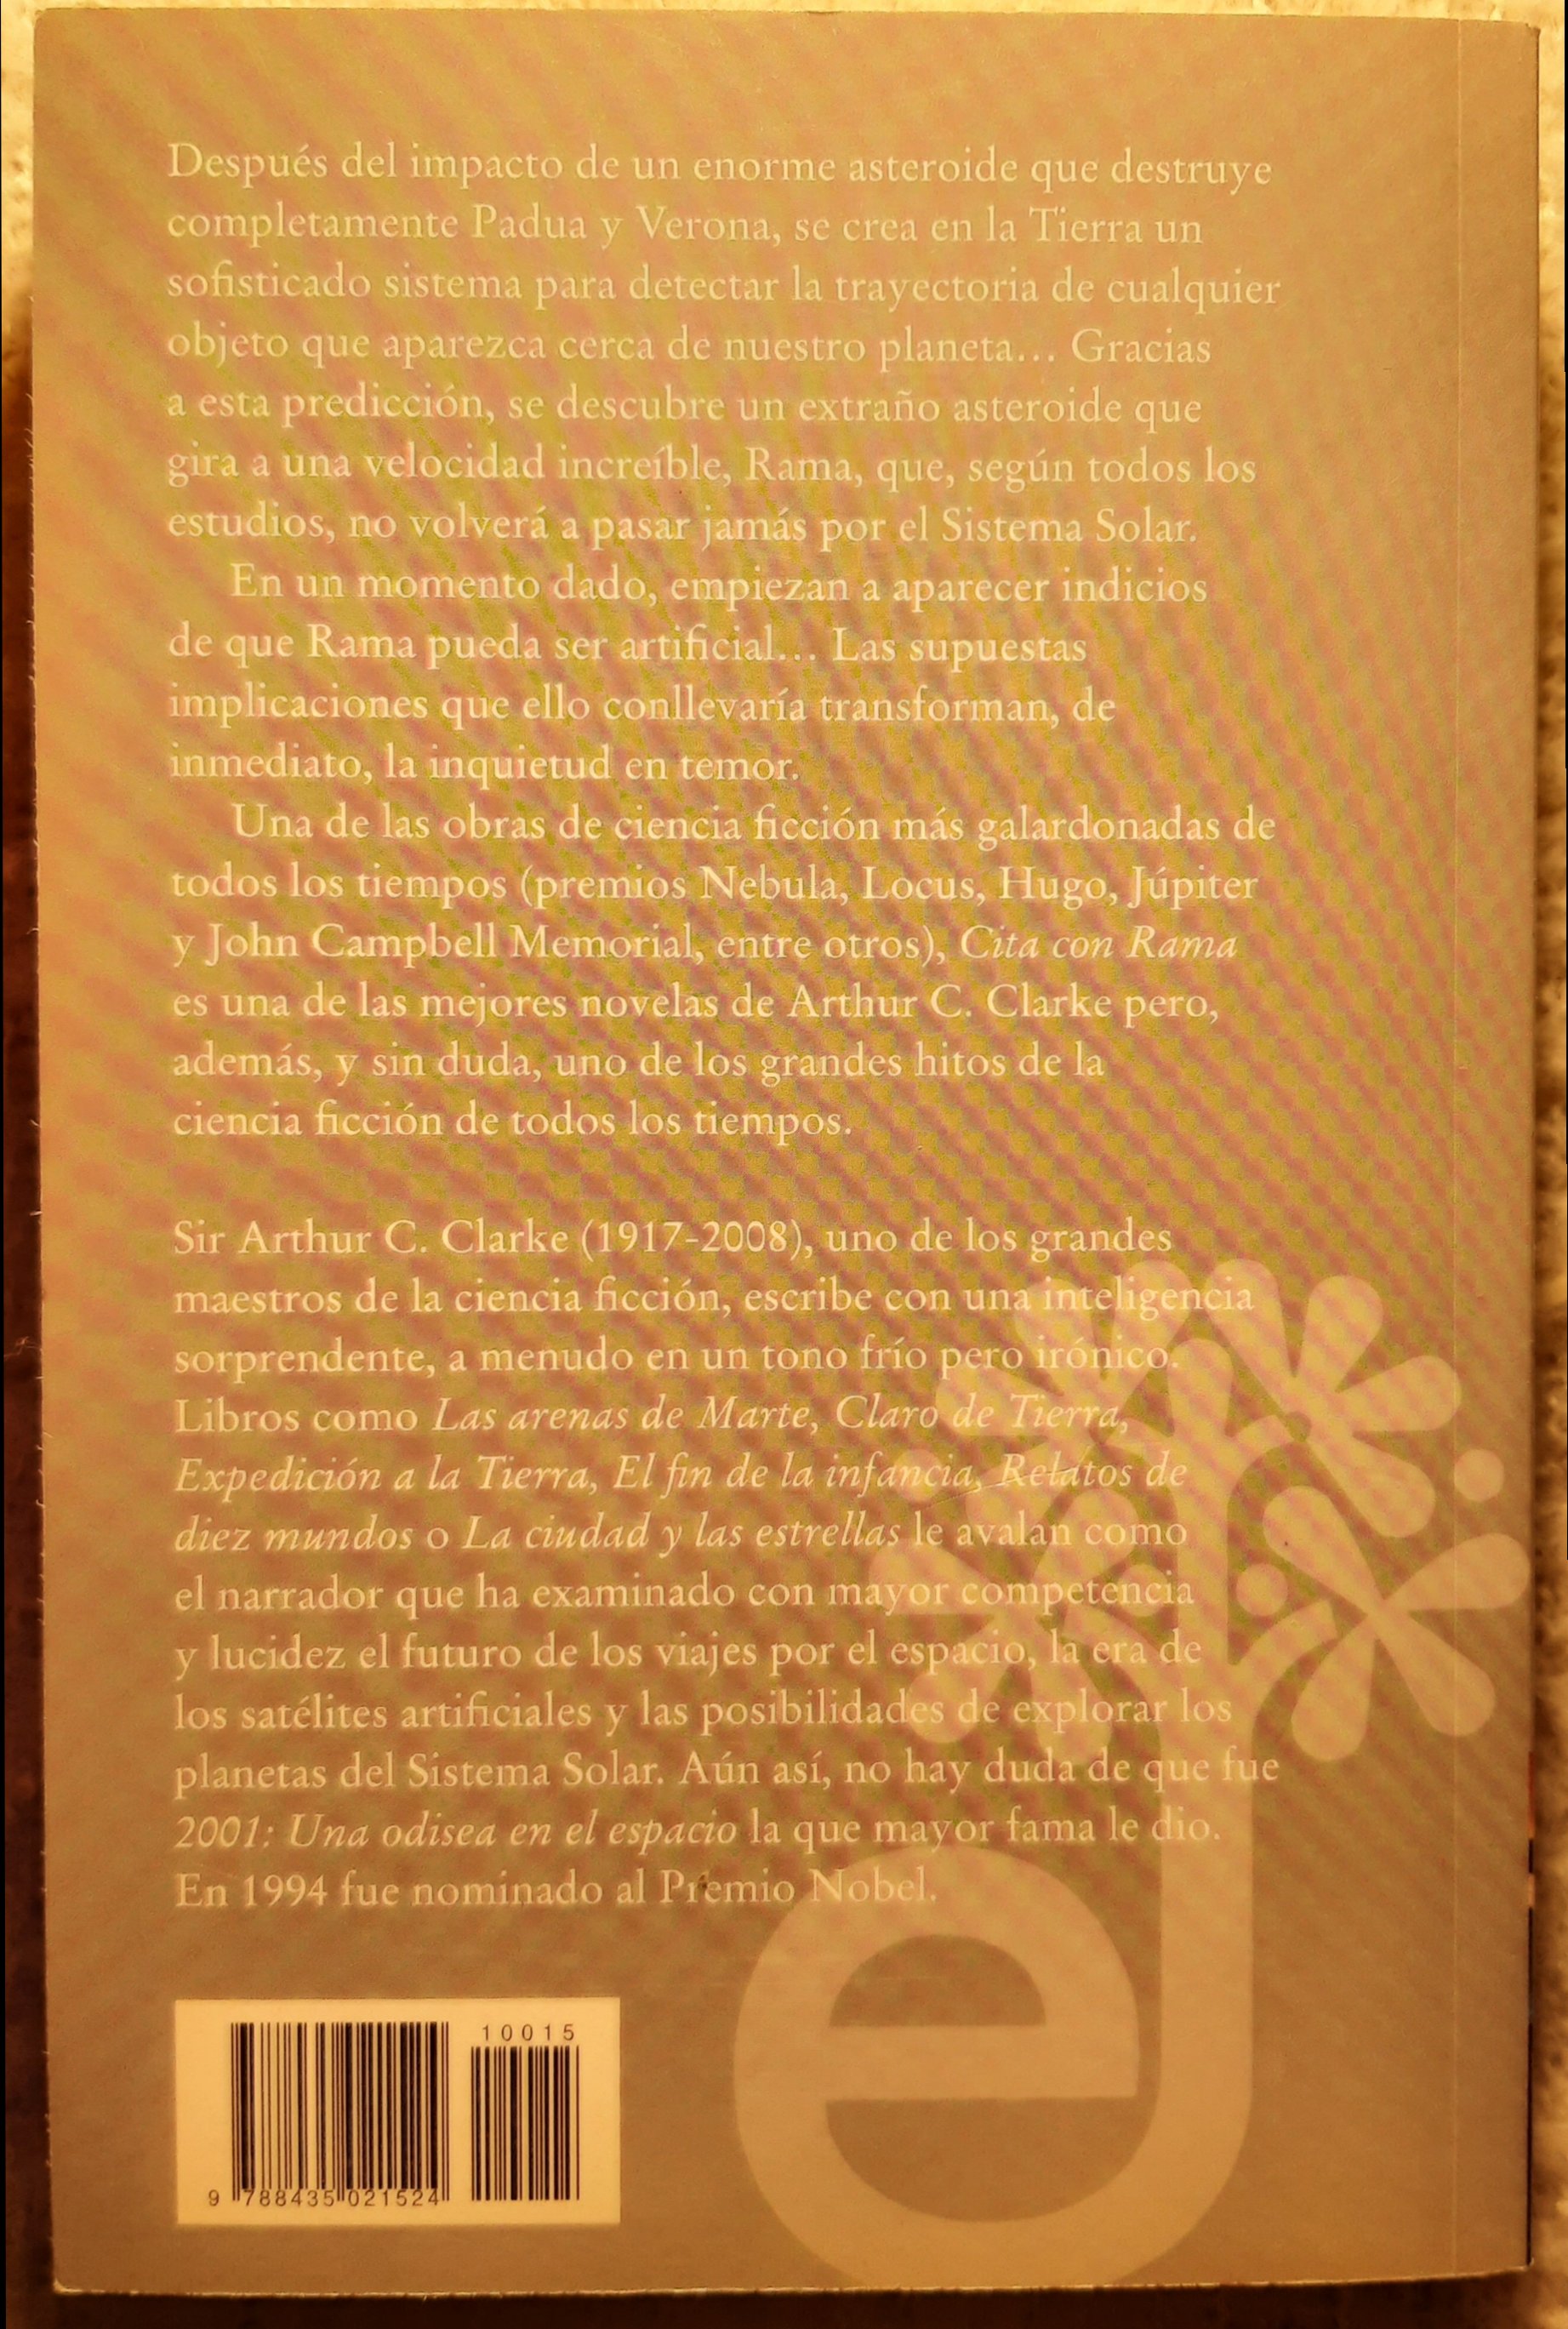 Después del impacto de un enorme asteroide que destruye
completamente Padua y Verona, se crea en la Tierra un
sofisticado sistema para detectar la trayectoria de cualquier
objeto que aparezca cerca de nuestro planeta... Gracias
a esta predicción, se descubre un extraño asteroide que
gira a una velocidad increíble, Rama, que, según todos los
estudios, no volverá a pasar jamás por el Sistema Solar.
En un momento dado, empiezan a aparecer indicios
de que Rama pueda ser artificial... Las supuestas
implicaciones que ello conllevaría transforman, de
inmediato, la inquietud en temor.
Una de las obras de ciencia ficción más galardonadas de
todos los tiempos (premios Nebula, Locus, Hugo, Júpiter
y John Campbell Memorial, entre otros), Cita con Rama
es una de las mejores novelas de Arthur C. Clarke pero,
además, y sin duda, uno de los grandes hitos de la
ciencia ficción de todos los tiempos.
Sir Arthur C. Clarke (1917-2008), uno de los grandes
maestros de la ciencia ficción, escribe con una inteligencia
sorprendente, a menudo en un tono frío pero irónico.
Libros como Las arenas de Marte, Claro de Tierra,
Expedición a la Tierra, El fin de la infancia, Relatos de
diez mundos o La ciudad y las estrellas le avalan como
el narrador que ha examinado con mayor competencia
y lucidez el futuro de los viajes por el espacio, la era de
los satélites artificiales y las posibilidades de explorar los
planetas del Sistema Solar. Aún así, no hay duda de que fue
2001: Una odisea en el espacio la que mayor fama le dio.
En 1994 fue nominado al Premio Nobel.
10015
9 788435 021524
e